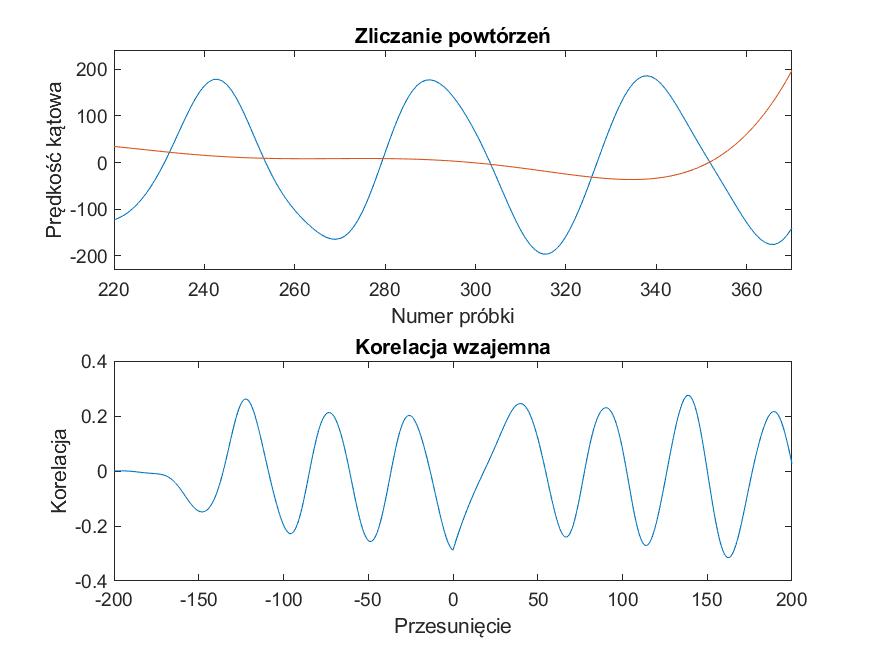 Zliczanie powtórzeń
Prędkość kątowa
200
100
0
-100
-200
220 240 260 280 300 320 340 360
Numer próbki
Korelacja wzajemna
Korelacja
0.4
0.2
0
-0.2
-0.4
-200 -150 -100 -50 0 50 100 150 200
Przesunięcie